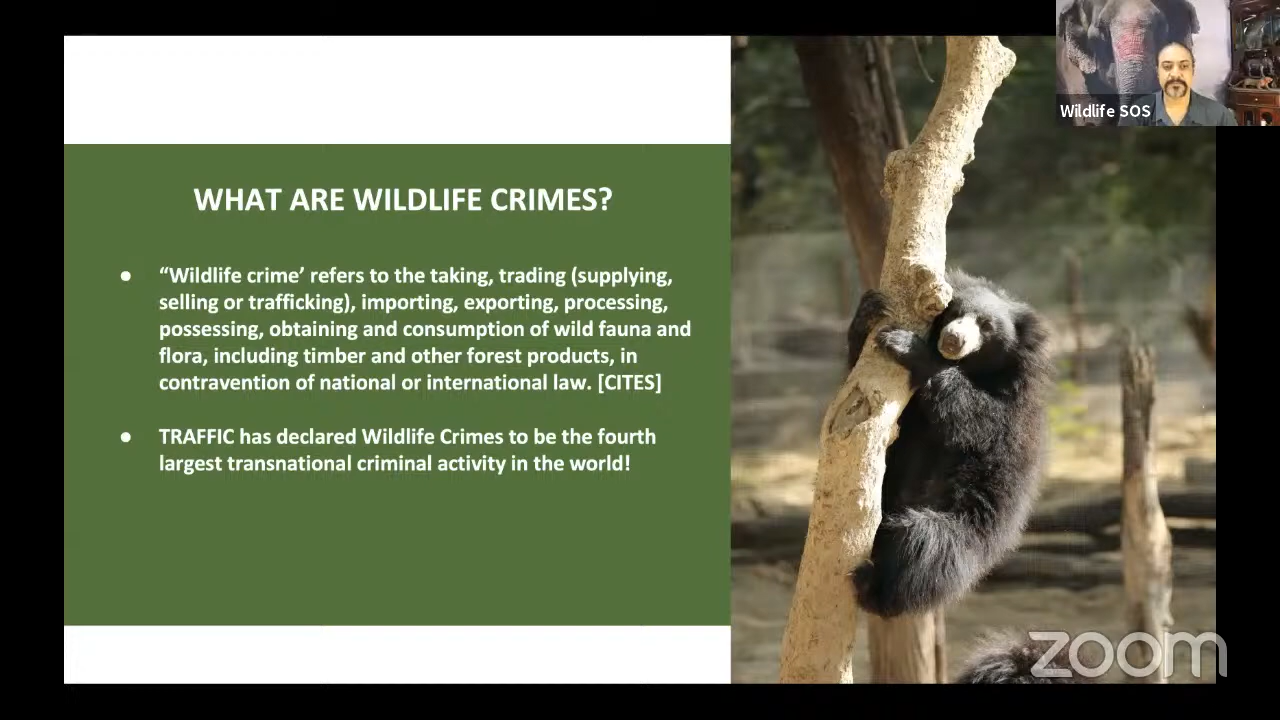 WHAT ARE WILDLIFE CRIMES?
● “Wildlife crime’ refers to the taking, trading (supplying,
selling or trafficking), importing, exporting, processing,
possessing, obtaining and consumption of wild fauna and
flora, including timber and other forest products, in
contravention of national or international law. [CITES]
● TRAFFIC has declared Wildlife Crimes to be the fourth
largest transnational criminal activity in the world!
Wildlife SOS
zoom